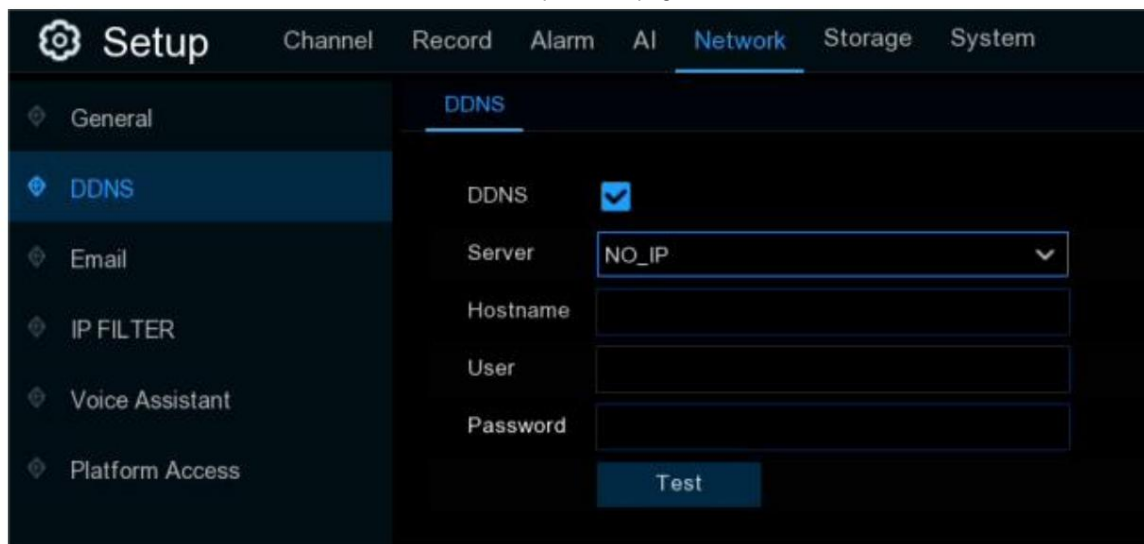 Setup Channel Record Alarm AI Network Storage System
General
DDNS
Email
IP FILTER
Voice Assistant
Platform Access
DDNS
DDNS
Server NO_IP
Hostname
User
Password
Test